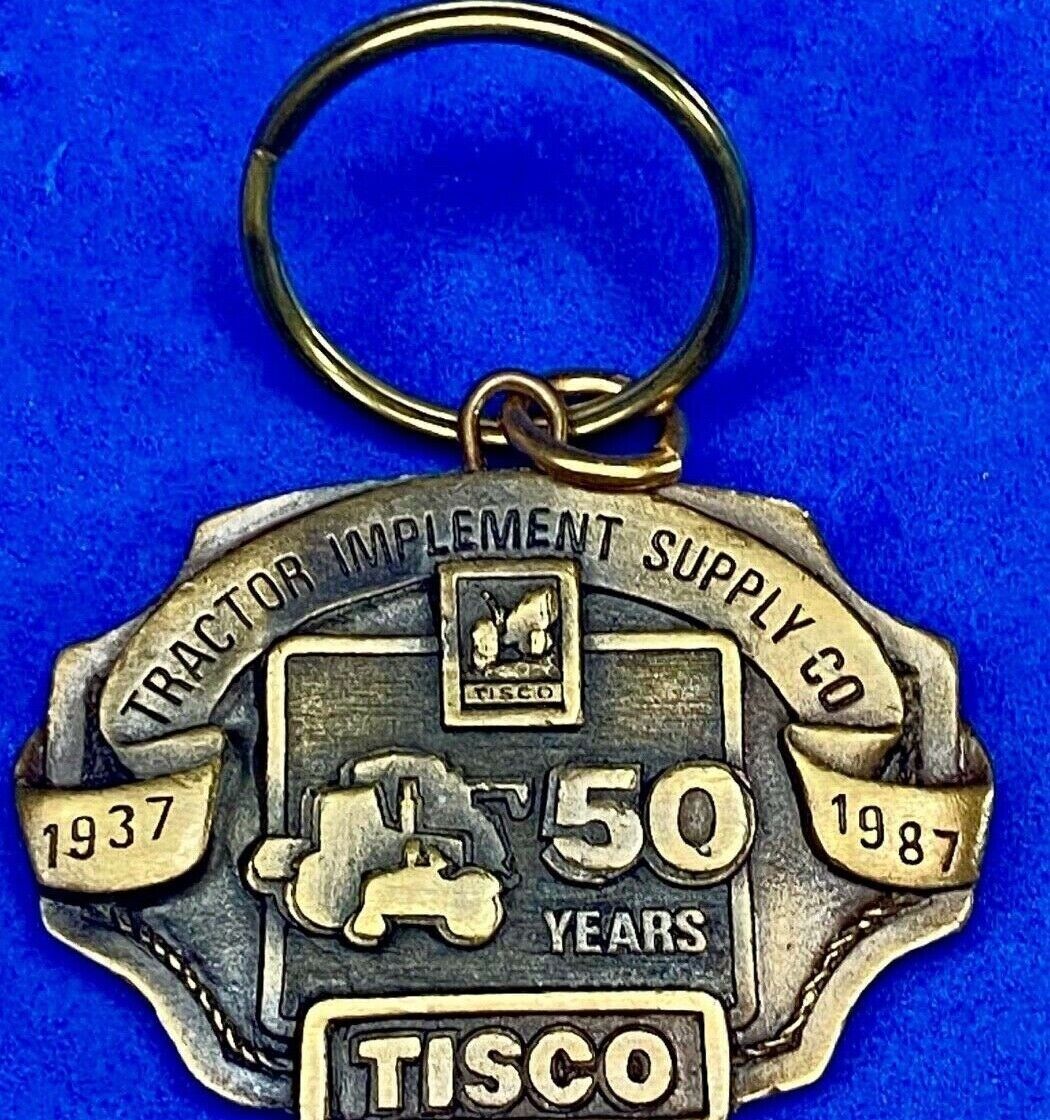 TRACTOR IMPLEMENT SUPPLY CO
TISCO
1937
1987
50
YEARS
TISCO